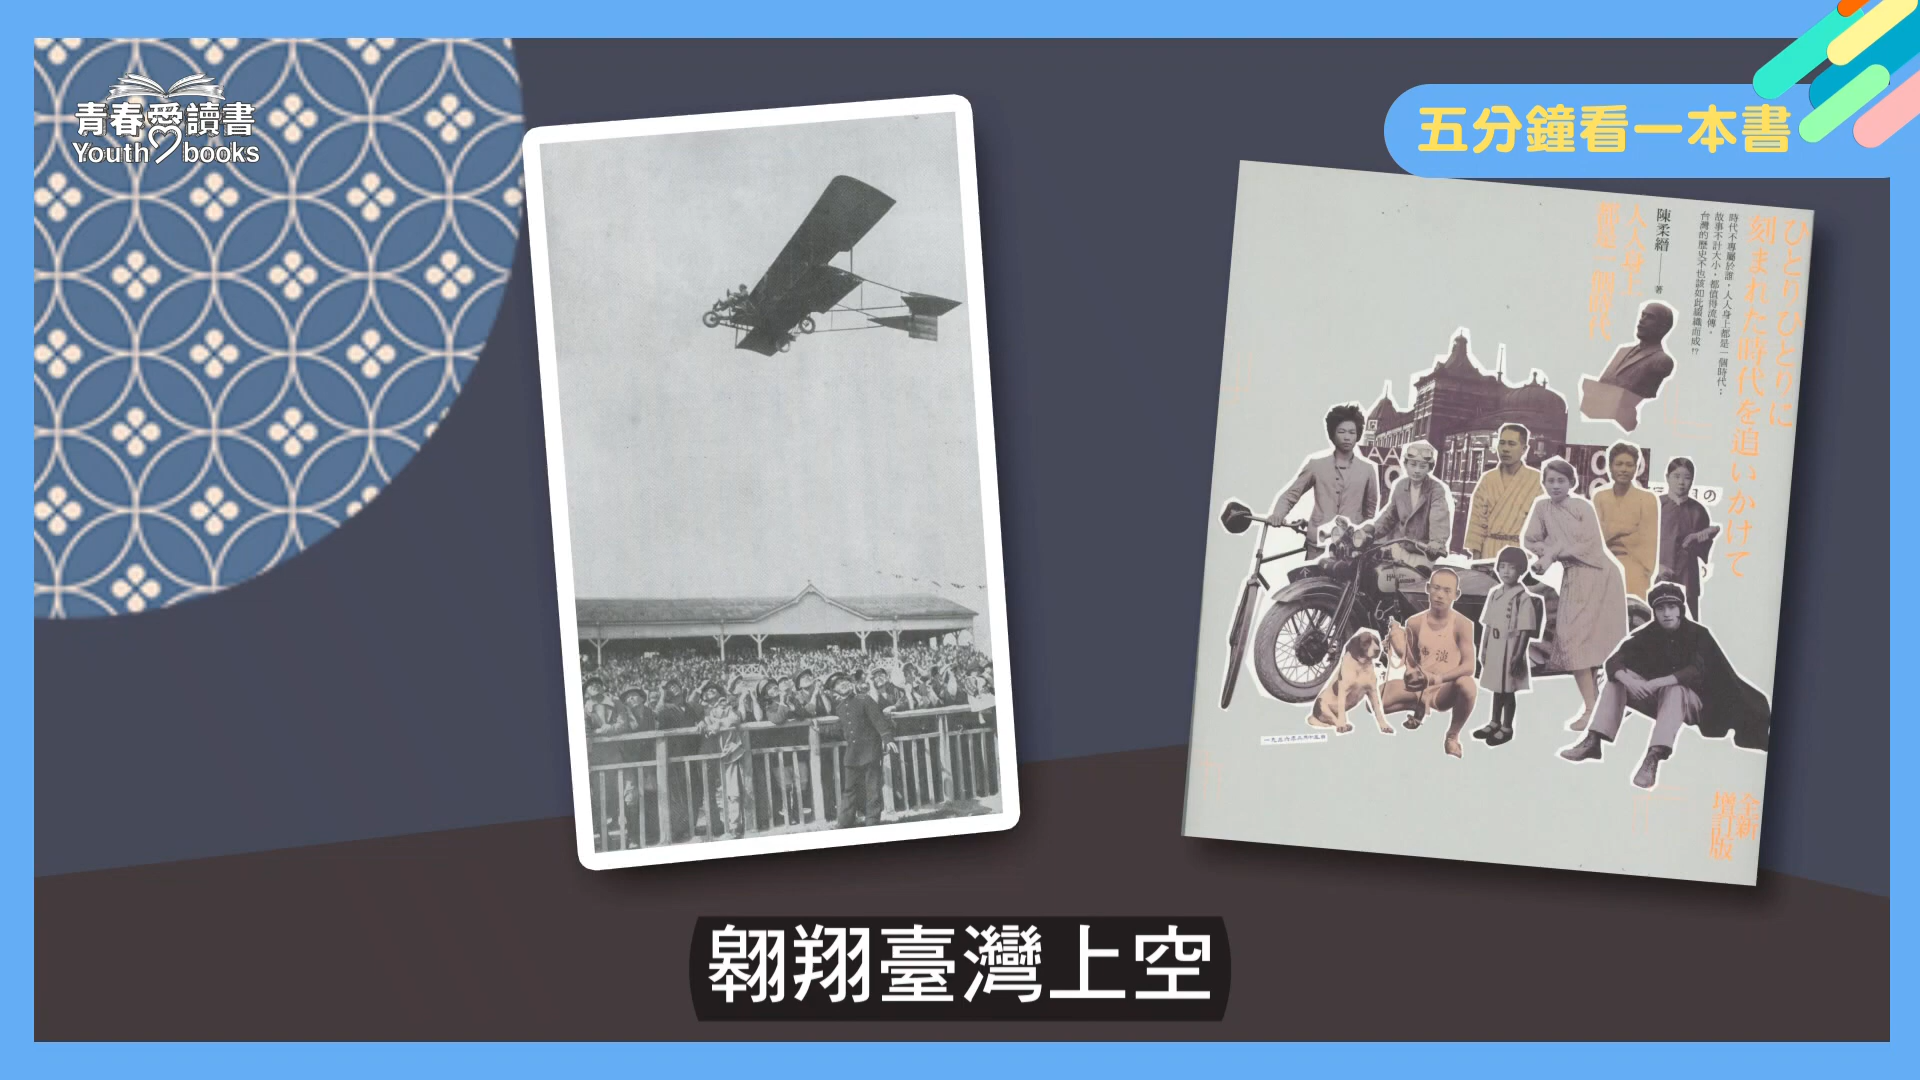 青春愛讀書
Youth books
五分鐘看一本書
ひとりひとりに
刻まれた時代を追いかけて
時代不專屬於誰，人人身上都是一個時代；
故事不計大小，都值得流傳。
台灣的歷史不也該如此編織而成？！
陳柔縉——著
人人身上
都是一個時代
HARLEY-DAVIDSON
全新
增訂版
翱翔臺灣上空